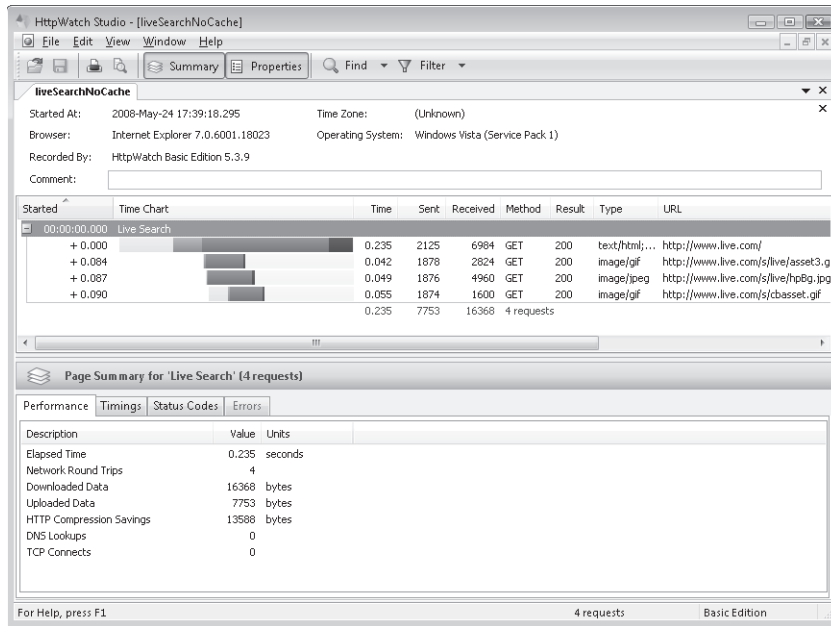 HttpWatch Studio - [liveSearchNoCache]
File Edit View Window Help
Summary Properties Find Filter
liveSearchNoCache
Started At: 2008-May-24 17:39:18.295 Time Zone: (Unknown)
Browser: Internet Explorer 7.0.6001.18023 Operating System: Windows Vista (Service Pack 1)
Recorded By: HttpWatch Basic Edition 5.3.9
Comment:
Started Time Chart Time Sent Received Method Result Type URL
00:00:00.000 Live Search
+ 0.000 0.235 2125 6984 GET 200 text/html;... http://www.live.com/
+ 0.084 0.042 1878 2824 GET 200 image/gif http://www.live.com/s/live/asset3.g
+ 0.087 0.049 1876 4960 GET 200 image/jpeg http://www.live.com/s/live/hpBg.jpg
+ 0.090 0.055 1874 1600 GET 200 image/gif http://www.live.com/s/cbasset.gif
0.235 7753 16368 4 requests
Page Summary for 'Live Search' (4 requests)
Performance Timings Status Codes Errors
Description Value Units
Elapsed Time 0.235 seconds
Network Round Trips 4
Downloaded Data 16368 bytes
Uploaded Data 7753 bytes
HTTP Compression Savings 13588 bytes
DNS Lookups 0
TCP Connects 0
For Help, press F1 4 requests Basic Edition